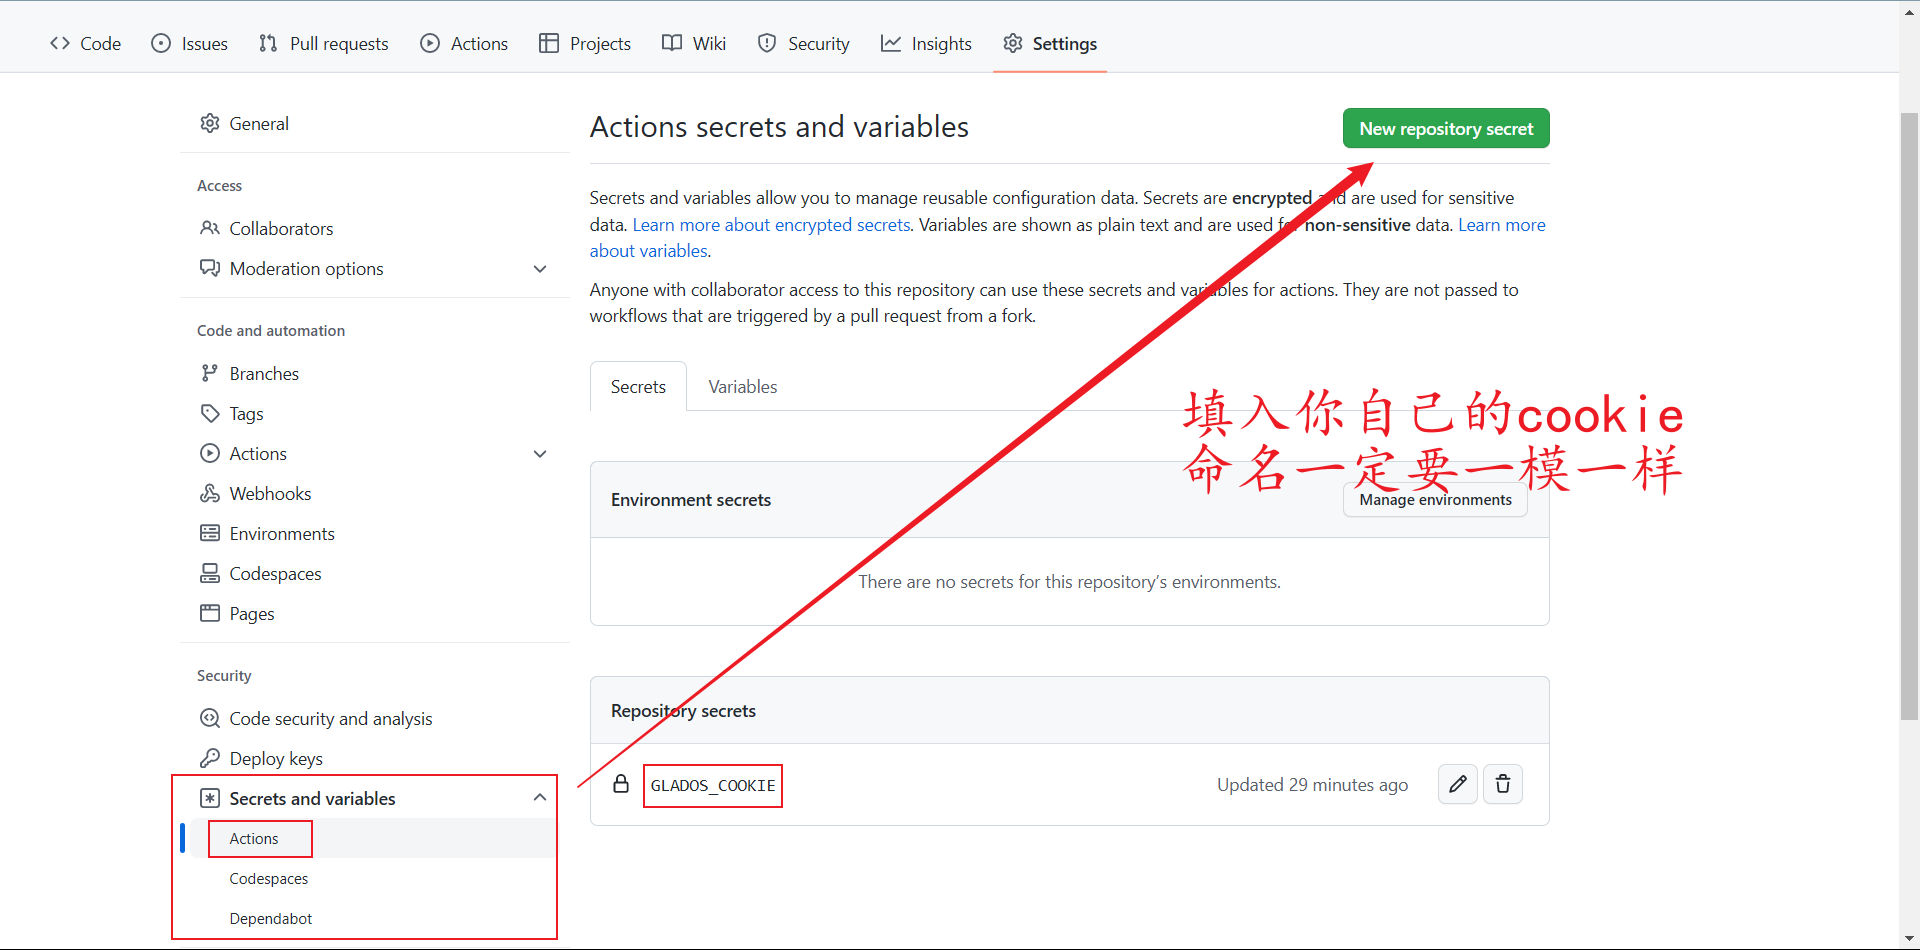 Code Issues Pull requests Actions Projects Wiki Security Insights Settings
General
Access
Collaborators
Moderation options
Code and automation
Branches
Tags
Actions
Webhooks
Environments
Codespaces
Pages
Security
Code security and analysis
Deploy keys
Secrets and variables
Actions
Codespaces
Dependabot
Actions secrets and variables
New repository secret
Secrets and variables allow you to manage reusable configuration data. Secrets are encrypted and are used for sensitive
data. Learn more about encrypted secrets. Variables are shown as plain text and are used for non-sensitive data. Learn more
about variables.
Anyone with collaborator access to this repository can use these secrets and variables for actions. They are not passed to
workflows that are triggered by a pull request from a fork.
Secrets Variables
填入你自己的cookie
命名一定要一模一样
Environment secrets
Manage environments
There are no secrets for this repository's environments.
Repository secrets
GLADOS_COOKIE
Updated 29 minutes ago